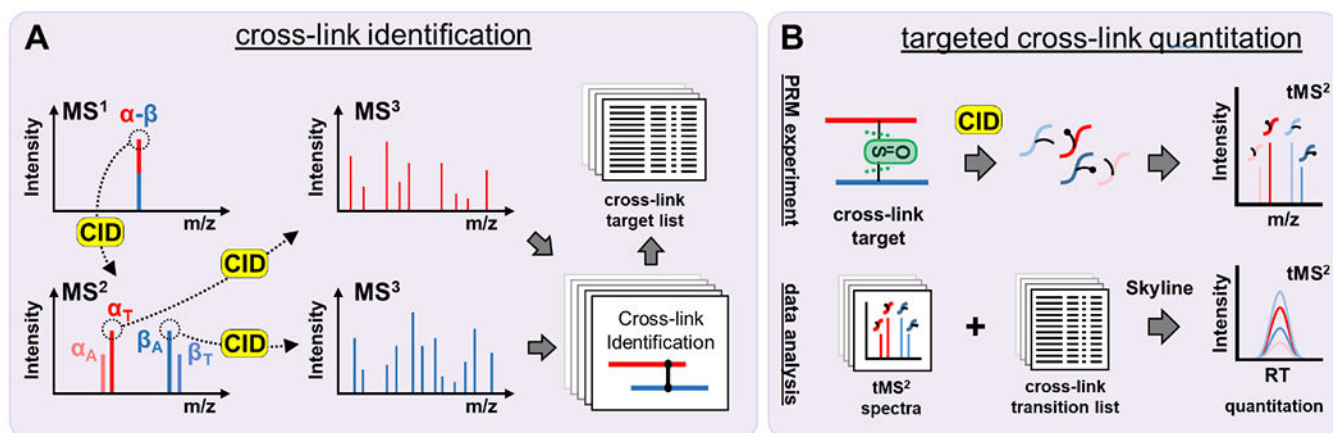 A
cross-link identification
MS1
α-β
Intensity
m/z
CID
MS3
Intensity
m/z
cross-link
target list
CID
MS2
αT
αA
βA
βT
Intensity
m/z
CID
MS3
Intensity
m/z
Cross-link
Identification
B
targeted cross-link quantitation
PRM experiment
S=O
cross-link
target
CID
tMS2
Intensity
m/z
data analysis
tMS2
spectra
+
cross-link
transition list
Skyline
tMS2
Intensity
RT
quantitation